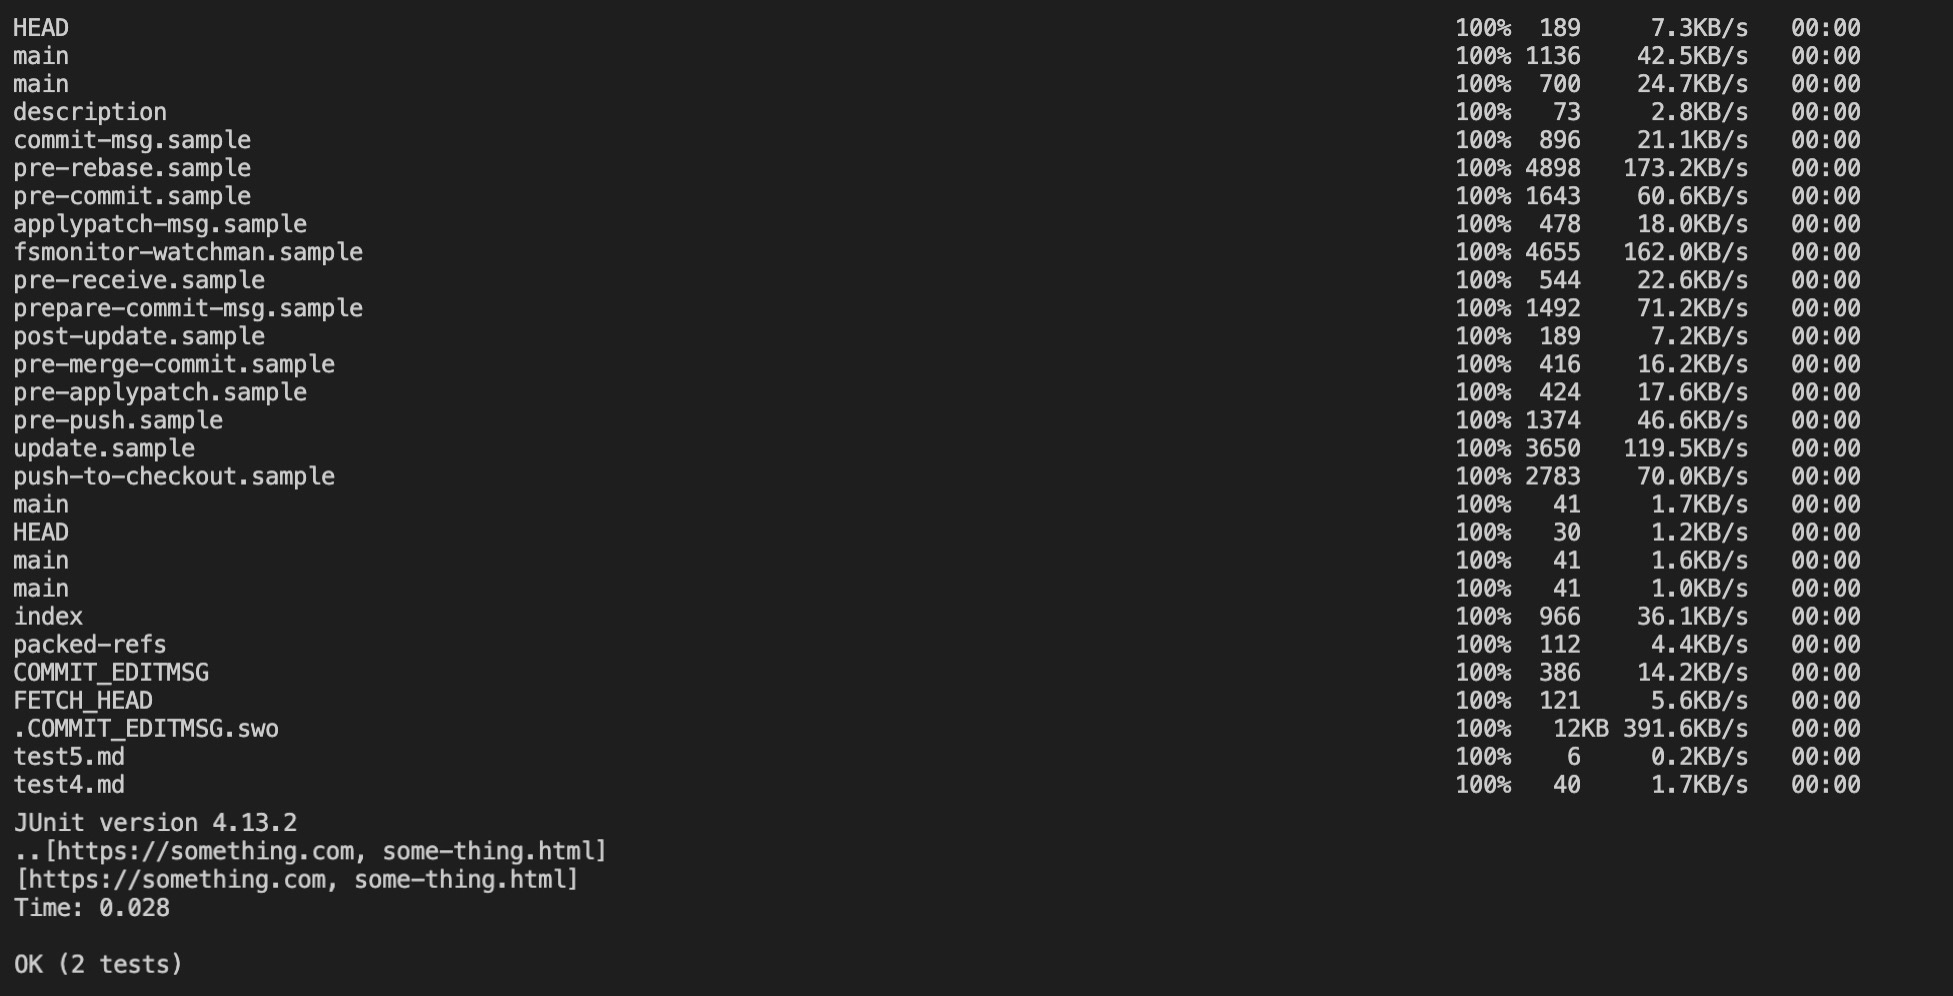 HEAD 100% 189 7.3KB/s 00:00
main 100% 1136 42.5KB/s 00:00
main 100% 700 24.7KB/s 00:00
description 100% 73 2.8KB/s 00:00
commit-msg.sample 100% 896 21.1KB/s 00:00
pre-rebase.sample 100% 4898 173.2KB/s 00:00
pre-commit.sample 100% 1643 60.6KB/s 00:00
applypatch-msg.sample 100% 478 18.0KB/s 00:00
fsmonitor-watchman.sample 100% 4655 162.0KB/s 00:00
pre-receive.sample 100% 544 22.6KB/s 00:00
prepare-commit-msg.sample 100% 1492 71.2KB/s 00:00
post-update.sample 100% 189 7.2KB/s 00:00
pre-merge-commit.sample 100% 416 16.2KB/s 00:00
pre-applypatch.sample 100% 424 17.6KB/s 00:00
pre-push.sample 100% 1374 46.6KB/s 00:00
update.sample 100% 3650 119.5KB/s 00:00
push-to-checkout.sample 100% 2783 70.0KB/s 00:00
main 100% 41 1.7KB/s 00:00
HEAD 100% 30 1.2KB/s 00:00
main 100% 41 1.6KB/s 00:00
main 100% 41 1.0KB/s 00:00
index 100% 966 36.1KB/s 00:00
packed-refs 100% 112 4.4KB/s 00:00
COMMIT_EDITMSG 100% 386 14.2KB/s 00:00
FETCH_HEAD 100% 121 5.6KB/s 00:00
.COMMIT_EDITMSG.swo 100% 12KB 391.6KB/s 00:00
test5.md 100% 6 0.2KB/s 00:00
test4.md 100% 40 1.7KB/s 00:00
JUnit version 4.13.2
..[https://something.com, some-thing.html]
[https://something.com, some-thing.html]
Time: 0.028
OK (2 tests)